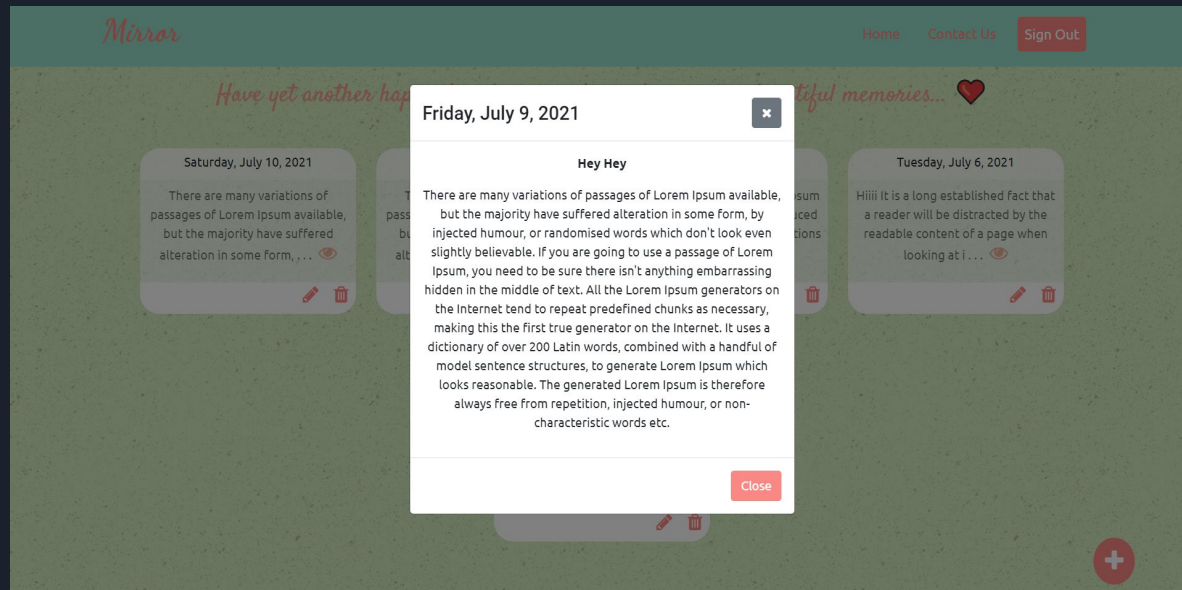 Mirror
Home Contact Us Sign Out
Have yet another hap tiful memories...
Friday, July 9, 2021
Hey Hey
There are many variations of passages of Lorem Ipsum available,
but the majority have suffered alteration in some form, by
injected humour, or randomised words which don't look even
slightly believable. If you are going to use a passage of Lorem
Ipsum, you need to be sure there isn't anything embarrassing
hidden in the middle of text. All the Lorem Ipsum generators on
the Internet tend to repeat predefined chunks as necessary,
making this the first true generator on the Internet. It uses a
dictionary of over 200 Latin words, combined with a handful of
model sentence structures, to generate Lorem Ipsum which
looks reasonable. The generated Lorem Ipsum is therefore
always free from repetition, injected humour, or non-
characteristic words etc.
Close
Saturday, July 10, 2021
There are many variations of
passages of Lorem Ipsum available,
but the majority have suffered
alteration in some form, . . .
Tuesday, July 6, 2021
Hiiii It is a long established fact that
a reader will be distracted by the
readable content of a page when
looking at i . . .